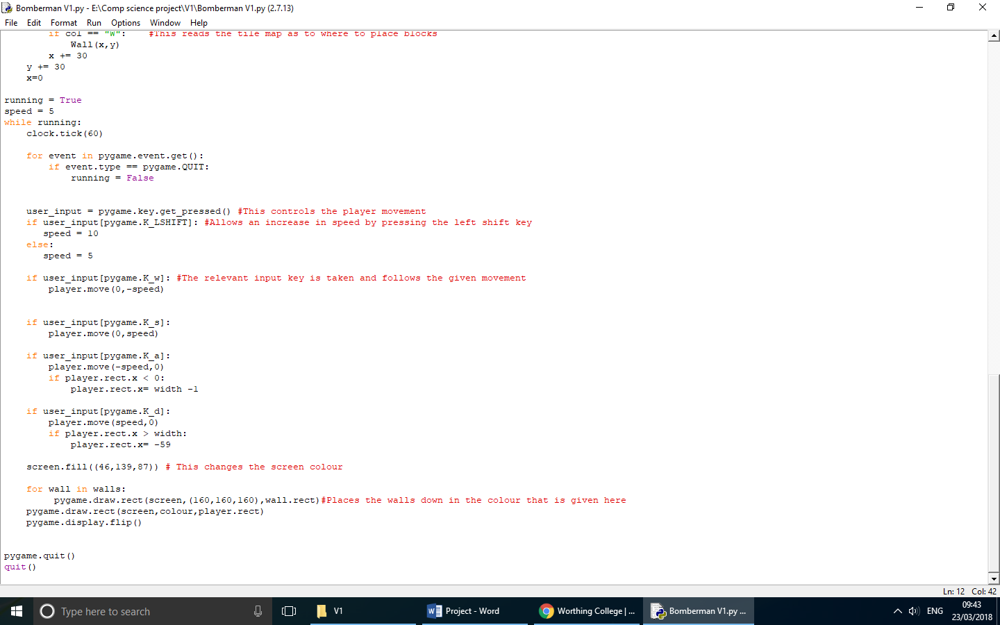 Bomberman V1.py - E:\Comp science project\V1\Bomberman V1.py (2.7.13)
File Edit Format Run Options Window Help
if col == "W": #This reads the tile map as to where to place blocks
Wall(x,y)
x += 30
y += 30
x=0
running = True
speed = 5
while running:
clock.tick(60)
for event in pygame.event.get():
if event.type == pygame.QUIT:
running = False
user_input = pygame.key.get_pressed() #This controls the player movement
if user_input[pygame.K_LSHIFT]: #Allows an increase in speed by pressing the left shift key
speed = 10
else:
speed = 5
if user_input[pygame.K_w]: #The relevant input key is taken and follows the given movement
player.move(0,-speed)
if user_input[pygame.K_s]:
player.move(0,speed)
if user_input[pygame.K_a]:
player.move(-speed,0)
if player.rect.x < 0:
player.rect.x= width -1
if user_input[pygame.K_d]:
player.move(speed,0)
if player.rect.x > width:
player.rect.x= -59
screen.fill((46,139,87)) # This changes the screen colour
for wall in walls:
pygame.draw.rect(screen,(160,160,160),wall.rect)#Places the walls down in the colour that is given here
pygame.draw.rect(screen,colour,player.rect)
pygame.display.flip()
pygame.quit()
quit()
Ln: 12 Col: 42
Type here to search
V1
Project - Word
Worthing College | ...
Bomberman V1.py ...
ENG
09:43
23/03/2018